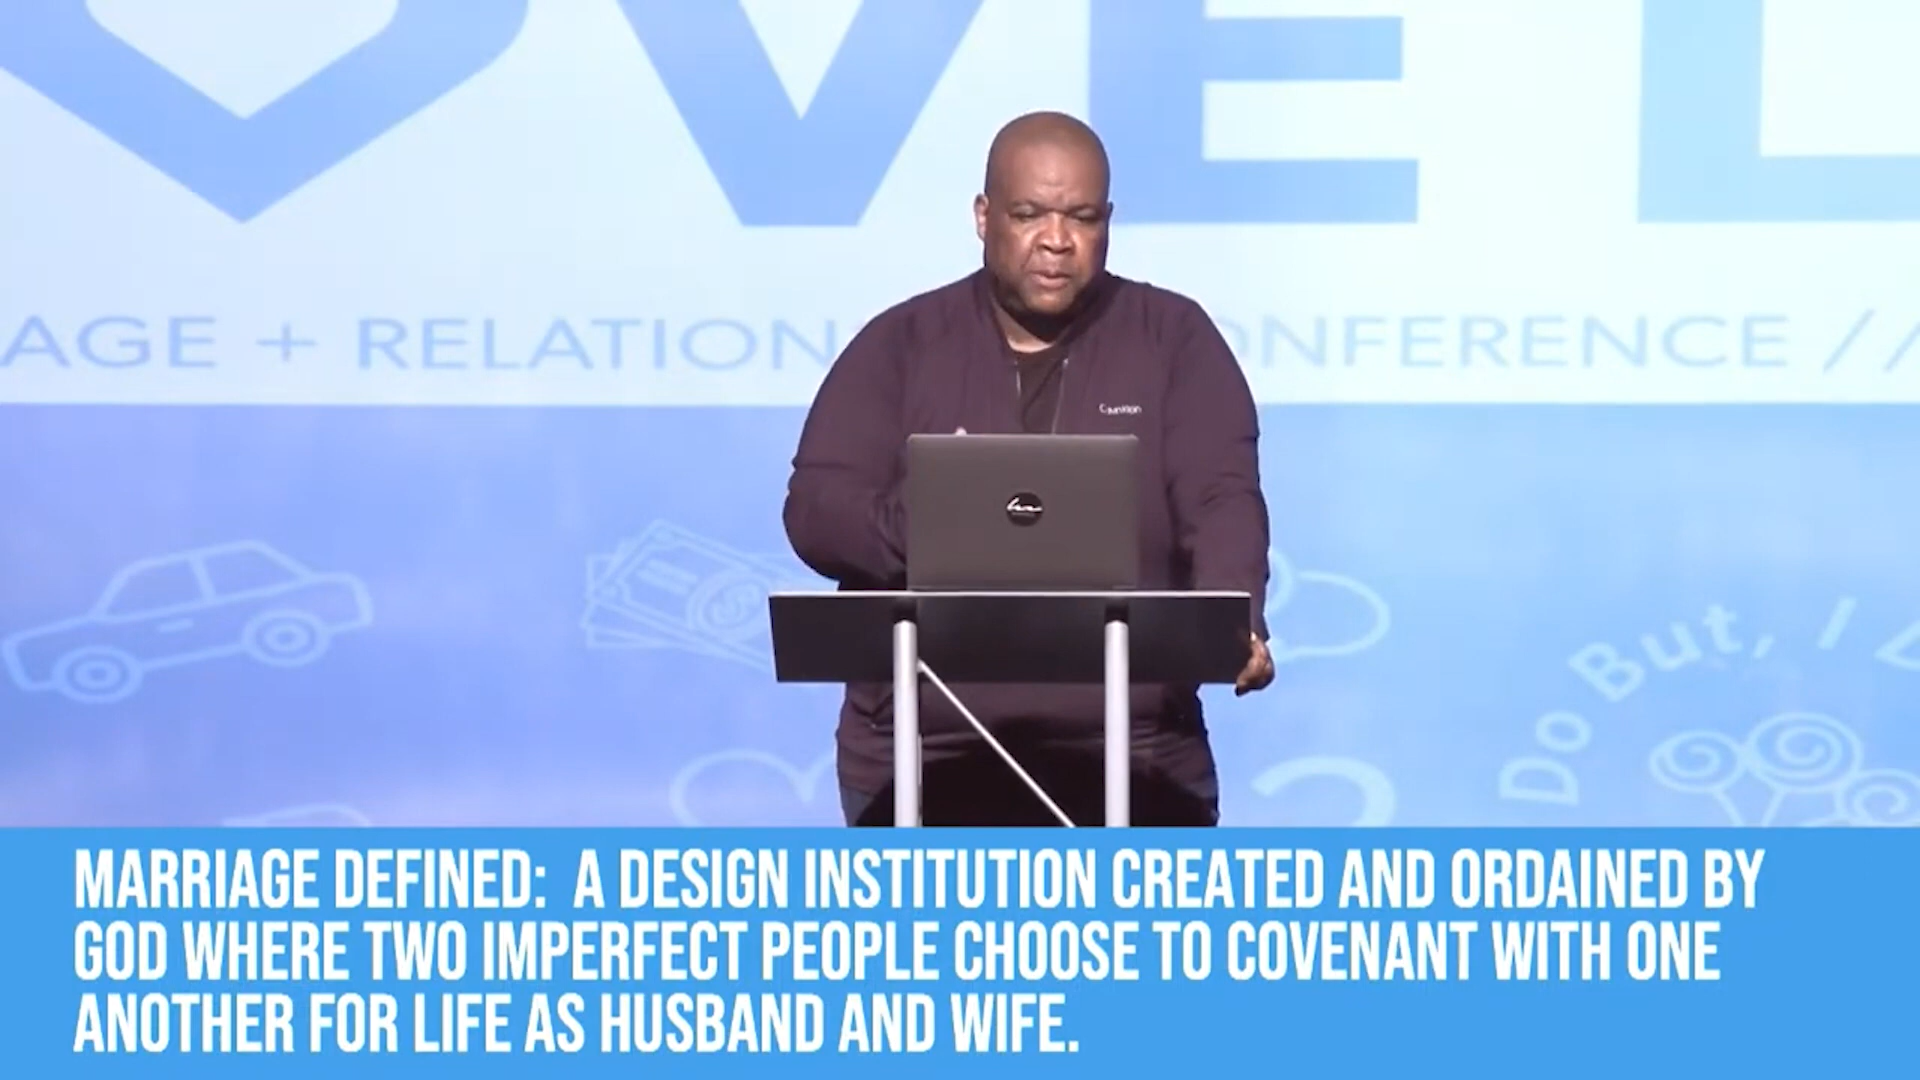 OVE L
AGE + RELATION
ONFERENCE //
Do But, I
MARRIAGE DEFINED: A DESIGN INSTITUTION CREATED AND ORDAINED BY
GOD WHERE TWO IMPERFECT PEOPLE CHOOSE TO COVENANT WITH ONE
ANOTHER FOR LIFE AS HUSBAND AND WIFE.